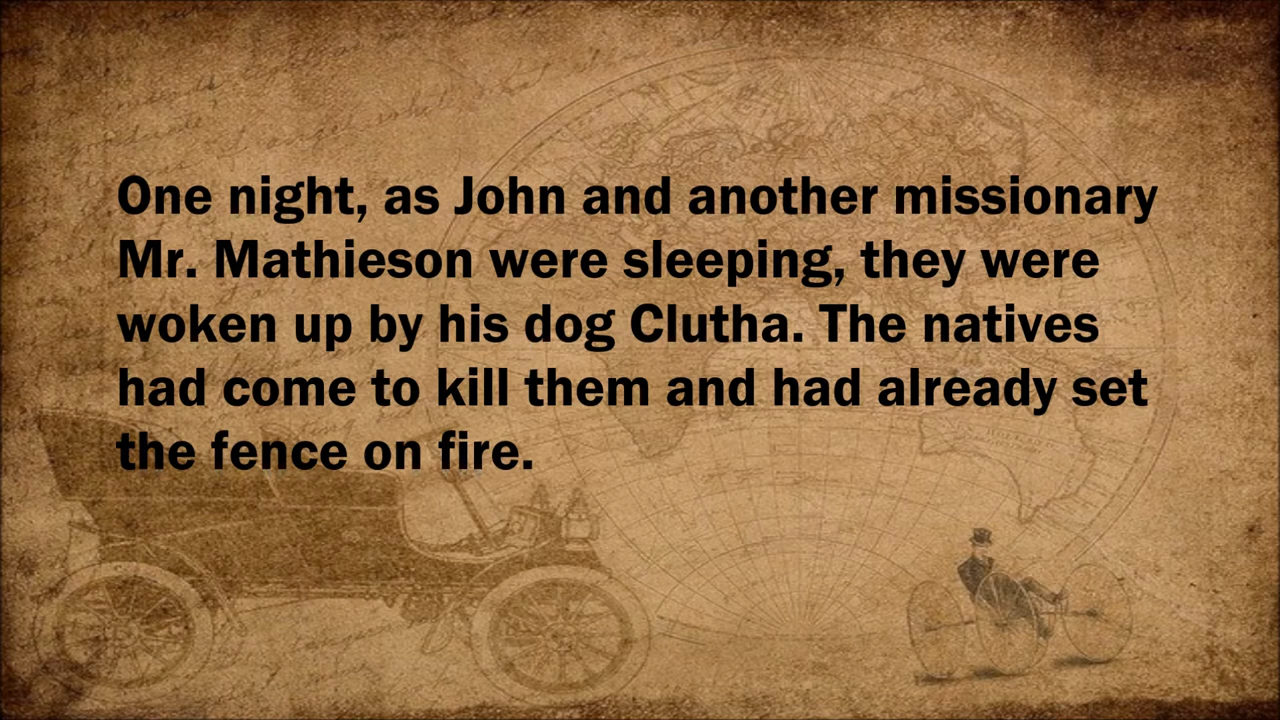 One night, as John and another missionary
Mr. Mathieson were sleeping, they were
woken up by his dog Clutha. The natives
had come to kill them and had already set
the fence on fire.